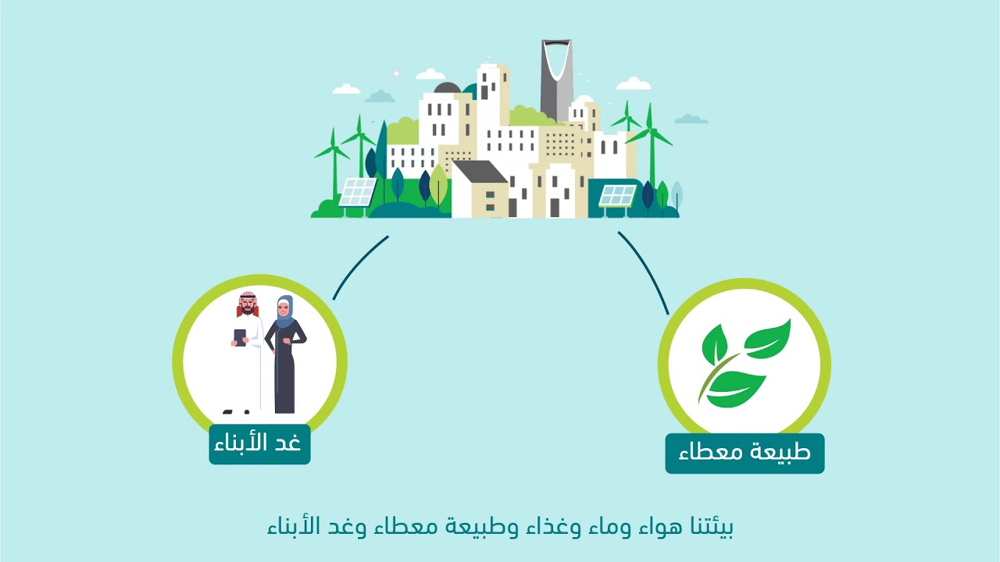 طبيعة معطاء
غد الأبناء
بيئتنا هواء وماء وغذاء وطبيعة معطاء وغد الأبناء